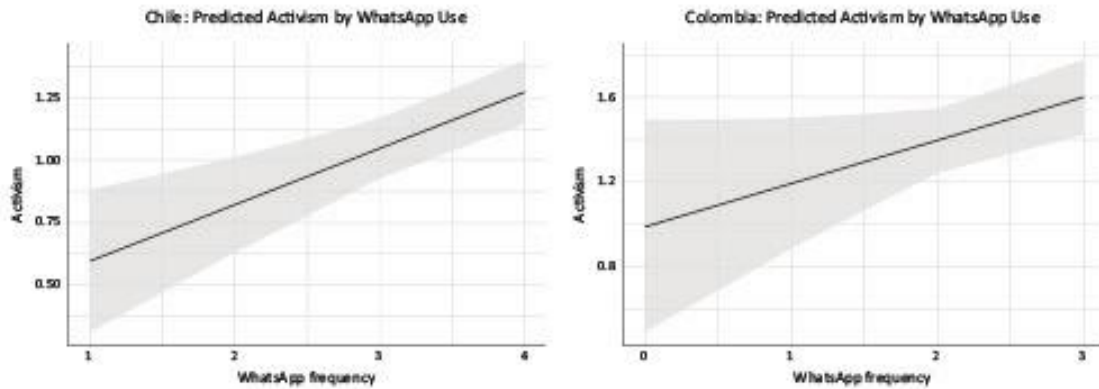 Chile: Predicted Activism by WhatsApp Use
1.25
1.00
0.75
0.50
Activism
1 2 3 4
WhatsApp frequency
Colombia: Predicted Activism by WhatsApp Use
1.6
1.2
0.8
Activism
0 1 2 3
WhatsApp frequency